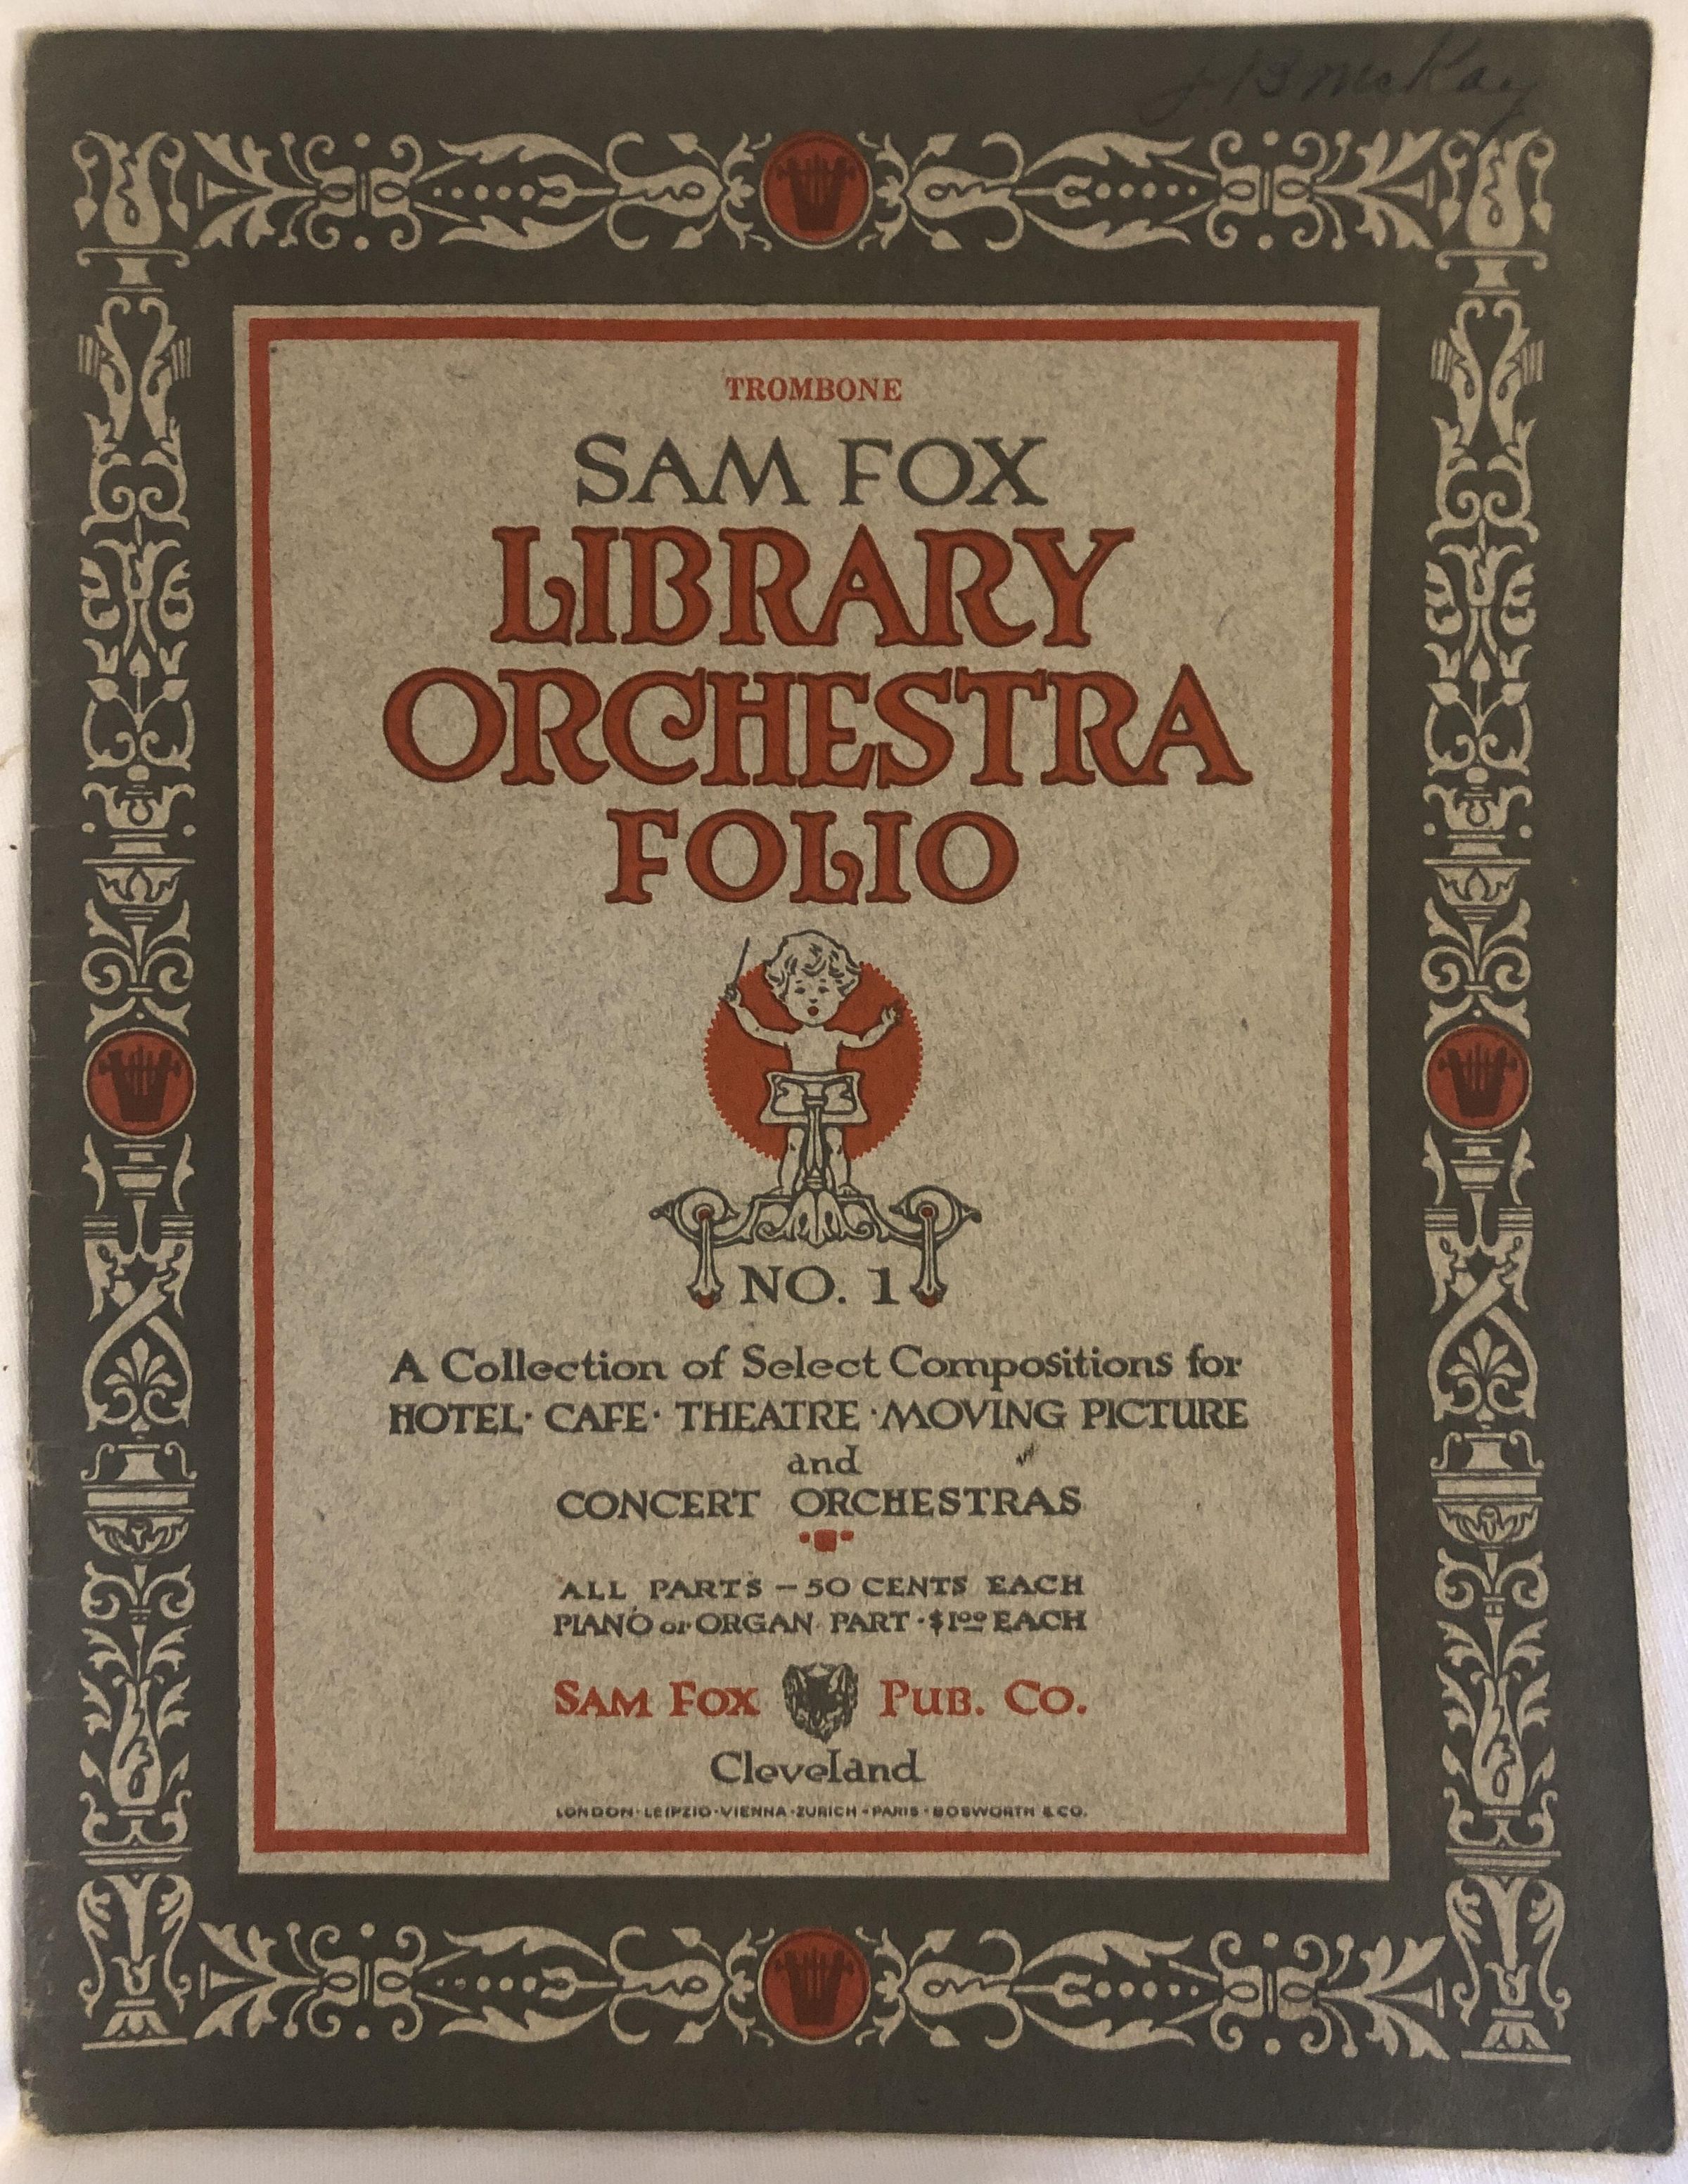 J B McKay
TROMBONE
SAM FOX
LIBRARY
ORCHESTRA
FOLIO
NO. 1
A Collection of Select Compositions for
HOTEL · CAFE · THEATRE · MOVING PICTURE
and
CONCERT ORCHESTRAS
ALL PARTS – 50 CENTS EACH
PIANO or ORGAN PART · $1.00 EACH
SAM FOX PUB. CO.
Cleveland
LONDON · LEIPZIG · VIENNA · ZURICH · PARIS · BOSWORTH & CO.